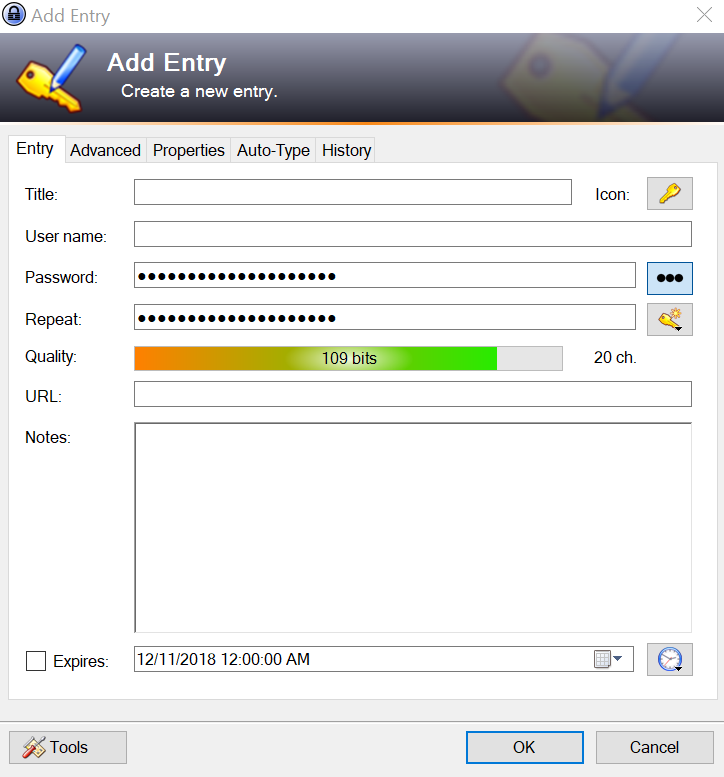 Add Entry
Add Entry
Create a new entry.
Entry Advanced Properties Auto-Type History
Title: Icon:
User name:
Password: ●●●●●●●●●●●●●●●●●●●● ●●●
Repeat: ●●●●●●●●●●●●●●●●●●●●
Quality: 109 bits 20 ch.
URL:
Notes:
Expires: 12/11/2018 12:00:00 AM
Tools OK Cancel